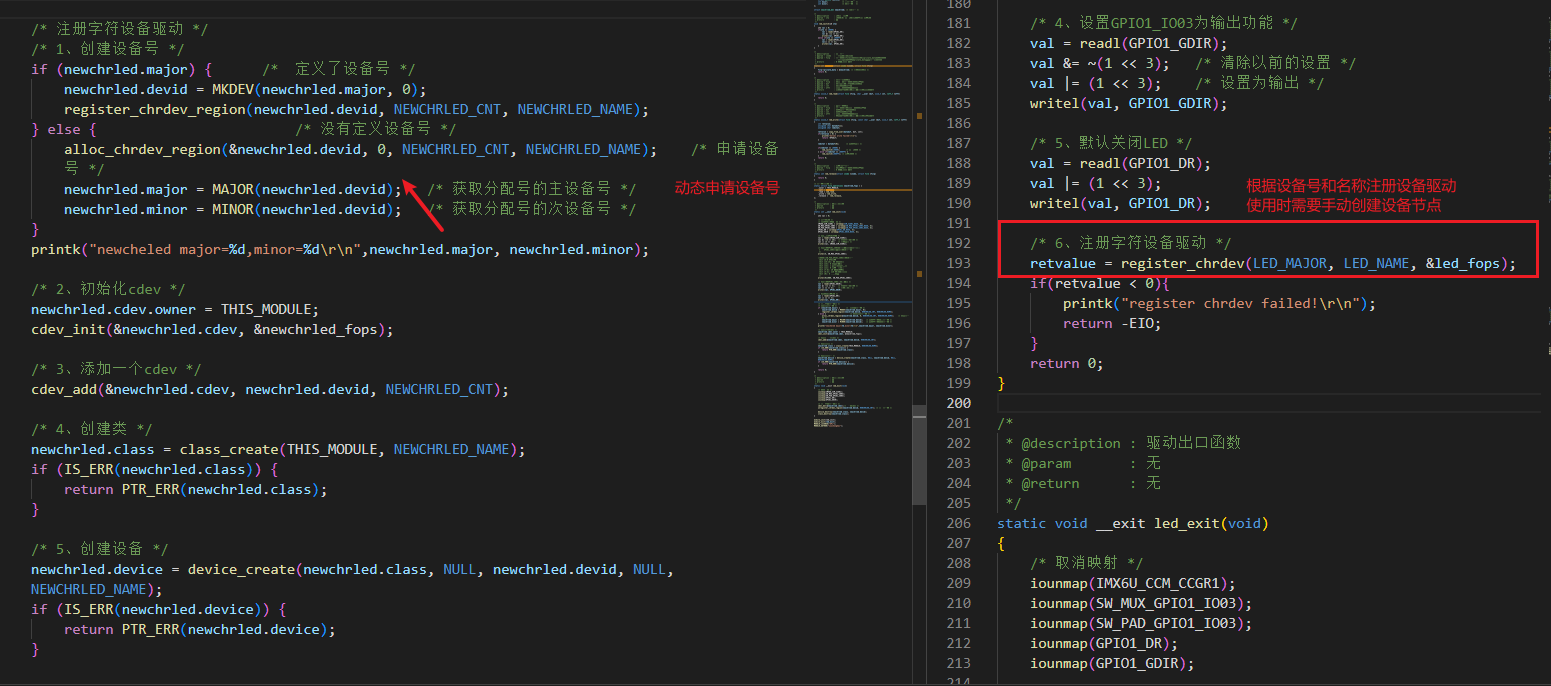 /* 注册字符设备驱动 */
/* 1、创建设备号 */
if (newchrled.major) {      /*  定义了设备号 */
    newchrled.devid = MKDEV(newchrled.major, 0);
    register_chrdev_region(newchrled.devid, NEWCHRLED_CNT, NEWCHRLED_NAME);
} else {                        /* 没有定义设备号 */
    alloc_chrdev_region(&newchrled.devid, 0, NEWCHRLED_CNT, NEWCHRLED_NAME);    /* 申请设备
    号 */
    newchrled.major = MAJOR(newchrled.devid);   /* 获取分配号的主设备号 */
    newchrled.minor = MINOR(newchrled.devid);   /* 获取分配号的次设备号 */
}
printk("newcheled major=%d,minor=%d\r\n",newchrled.major, newchrled.minor);
动态申请设备号
/* 2、初始化cdev */
newchrled.cdev.owner = THIS_MODULE;
cdev_init(&newchrled.cdev, &newchrled_fops);
/* 3、添加一个cdev */
cdev_add(&newchrled.cdev, newchrled.devid, NEWCHRLED_CNT);
/* 4、创建类 */
newchrled.class = class_create(THIS_MODULE, NEWCHRLED_NAME);
if (IS_ERR(newchrled.class)) {
    return PTR_ERR(newchrled.class);
}
/* 5、创建设备 */
newchrled.device = device_create(newchrled.class, NULL, newchrled.devid, NULL,
NEWCHRLED_NAME);
if (IS_ERR(newchrled.device)) {
    return PTR_ERR(newchrled.device);
}
180
181     /* 4、设置GPIO1_IO03为输出功能 */
182     val = readl(GPIO1_GDIR);
183     val &= ~(1 << 3);   /* 清除以前的设置 */
184     val |= (1 << 3);    /* 设置为输出 */
185     writel(val, GPIO1_GDIR);
186
187     /* 5、默认关闭LED */
188     val = readl(GPIO1_DR);
189     val |= (1 << 3);
190     writel(val, GPIO1_DR);
根据设备号和名称注册设备驱动
使用时需要手动创建设备节点
191
192     /* 6、注册字符设备驱动 */
193     retvalue = register_chrdev(LED_MAJOR, LED_NAME, &led_fops);
194     if(retvalue < 0){
195         printk("register chrdev failed!\r\n");
196         return -EIO;
197     }
198     return 0;
199 }
200
201 /*
202  * @description : 驱动出口函数
203  * @param       : 无
204  * @return      : 无
205  */
206 static void __exit led_exit(void)
207 {
208     /* 取消映射 */
209     iounmap(IMX6U_CCM_CCGR1);
210     iounmap(SW_MUX_GPIO1_IO03);
211     iounmap(SW_PAD_GPIO1_IO03);
212     iounmap(GPIO1_DR);
213     iounmap(GPIO1_GDIR);
214